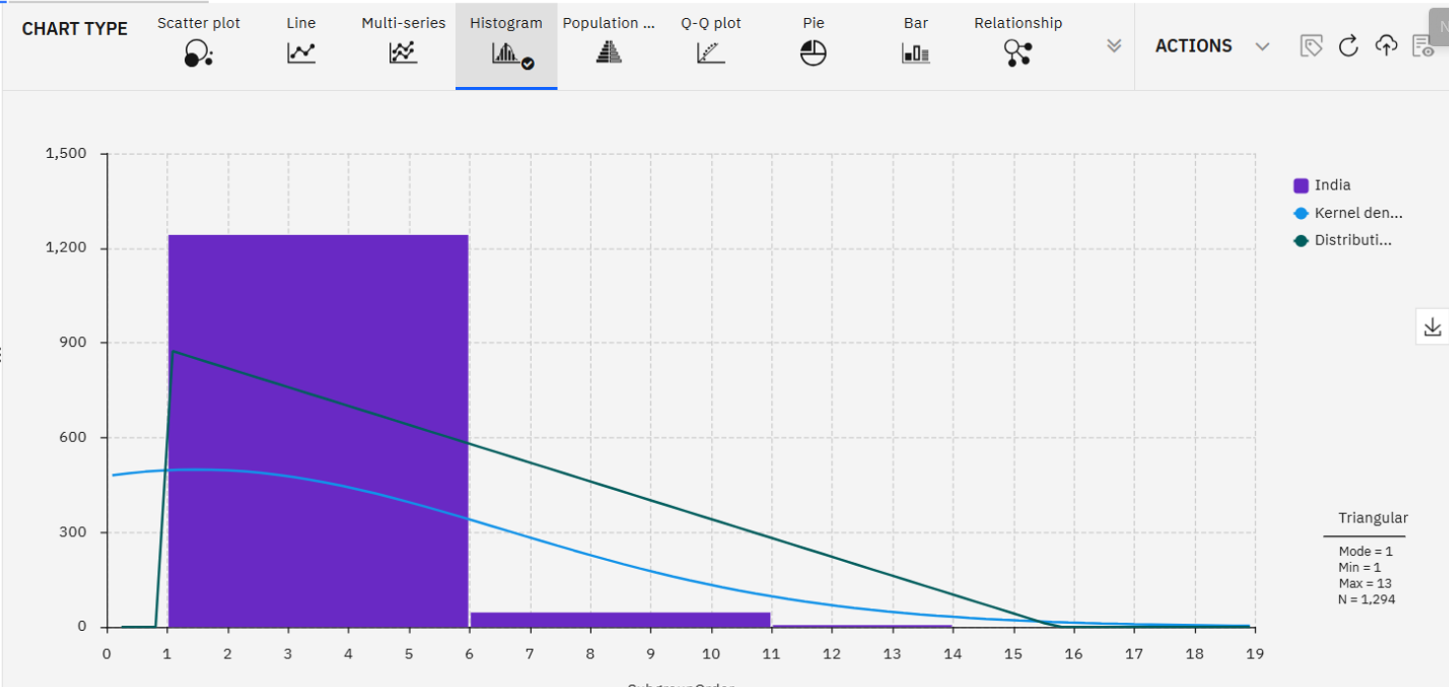 CHART TYPE
Scatter plot
Line
Multi-series
Histogram
Population ...
Q-Q plot
Pie
Bar
Relationship
ACTIONS
1,500
1,200
900
600
300
0
0 1 2 3 4 5 6 7 8 9 10 11 12 13 14 15 16 17 18 19
India
Kernel den...
Distributi...
Triangular
Mode = 1
Min = 1
Max = 13
N = 1,294